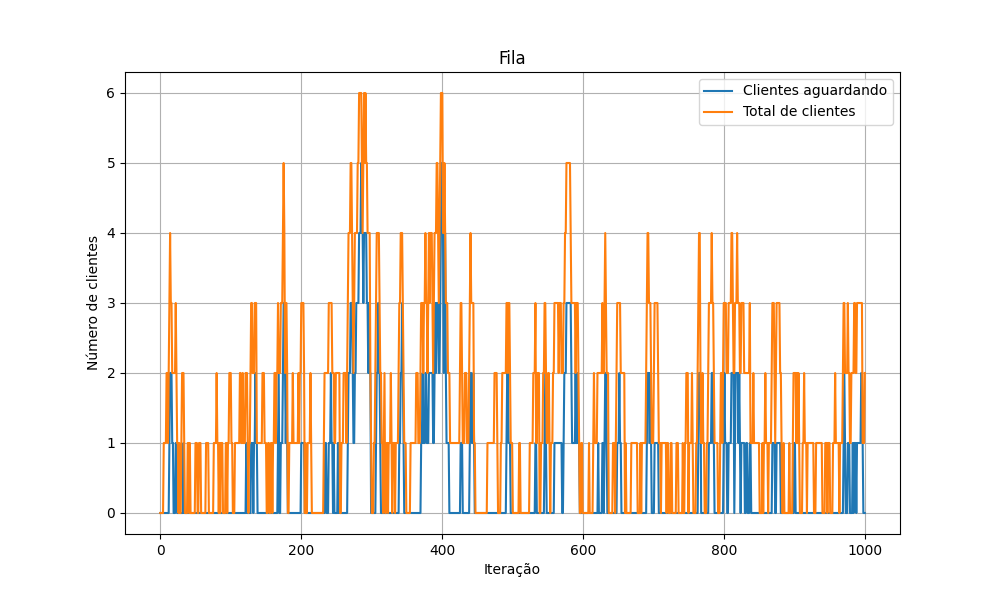 Fila
Clientes aguardando
Total de clientes
Número de clientes
6
5
4
3
2
1
0
0 200 400 600 800 1000
Iteração